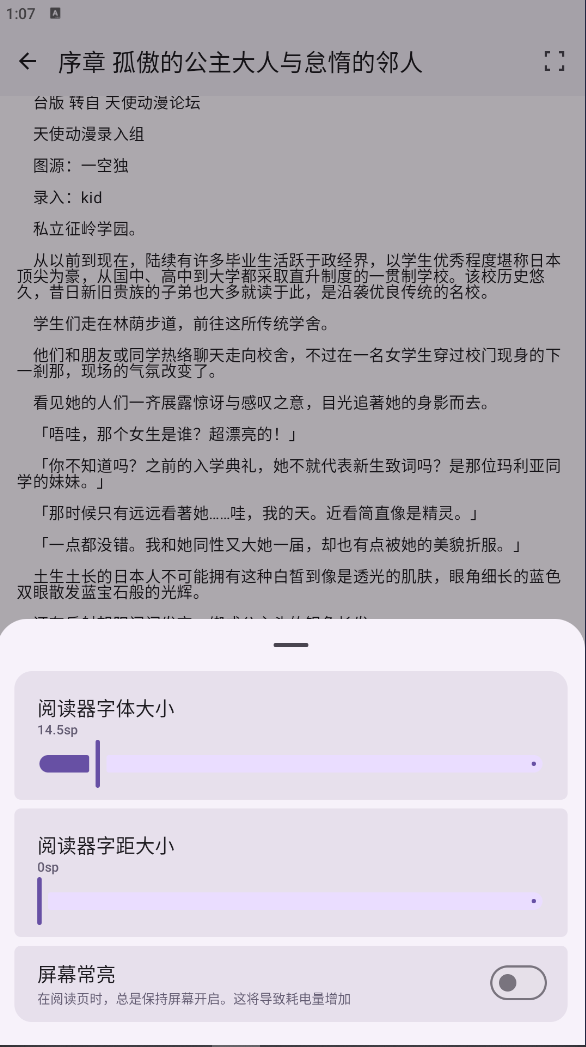 1:07
A
序章 孤傲的公主大人与怠惰的邻人
台版 转自 天使动漫论坛
天使动漫录入组
图源：一空独
录入：kid
私立征岭学园。
从以前到现在，陆续有许多毕业生活跃于政经界，以学生优秀程度堪称日本
顶尖为豪，从国中、高中到大学都采取直升制度的一贯制学校。该校历史悠
久，昔日新旧贵族的子弟也大多就读于此，是沿袭优良传统的名校。
学生们走在林荫步道，前往这所传统学舍。
他们和朋友或同学热络聊天走向校舍，不过在一名女学生穿过校门现身的下
一刹那，现场的气氛改变了。
看见她的人们一齐展露惊讶与感叹之意，目光追著她的身影而去。
「唔哇，那个女生是谁？超漂亮的！」
「你不知道吗？之前的入学典礼，她不就代表新生致词吗？是那位玛利亚同
学的妹妹。」
「那时候只有远远看著她……哇，我的天。近看简直像是精灵。」
「一点都没错。我和她同性又大她一届，却也有点被她的美貌折服。」
土生土长的日本人不可能拥有这种白皙到像是透光的肌肤，眼角细长的蓝色
双眼散发蓝宝石般的光辉。
阅读器字体大小
14.5sp
阅读器字距大小
0sp
屏幕常亮
在阅读页时，总是保持屏幕开启。这将导致耗电量增加